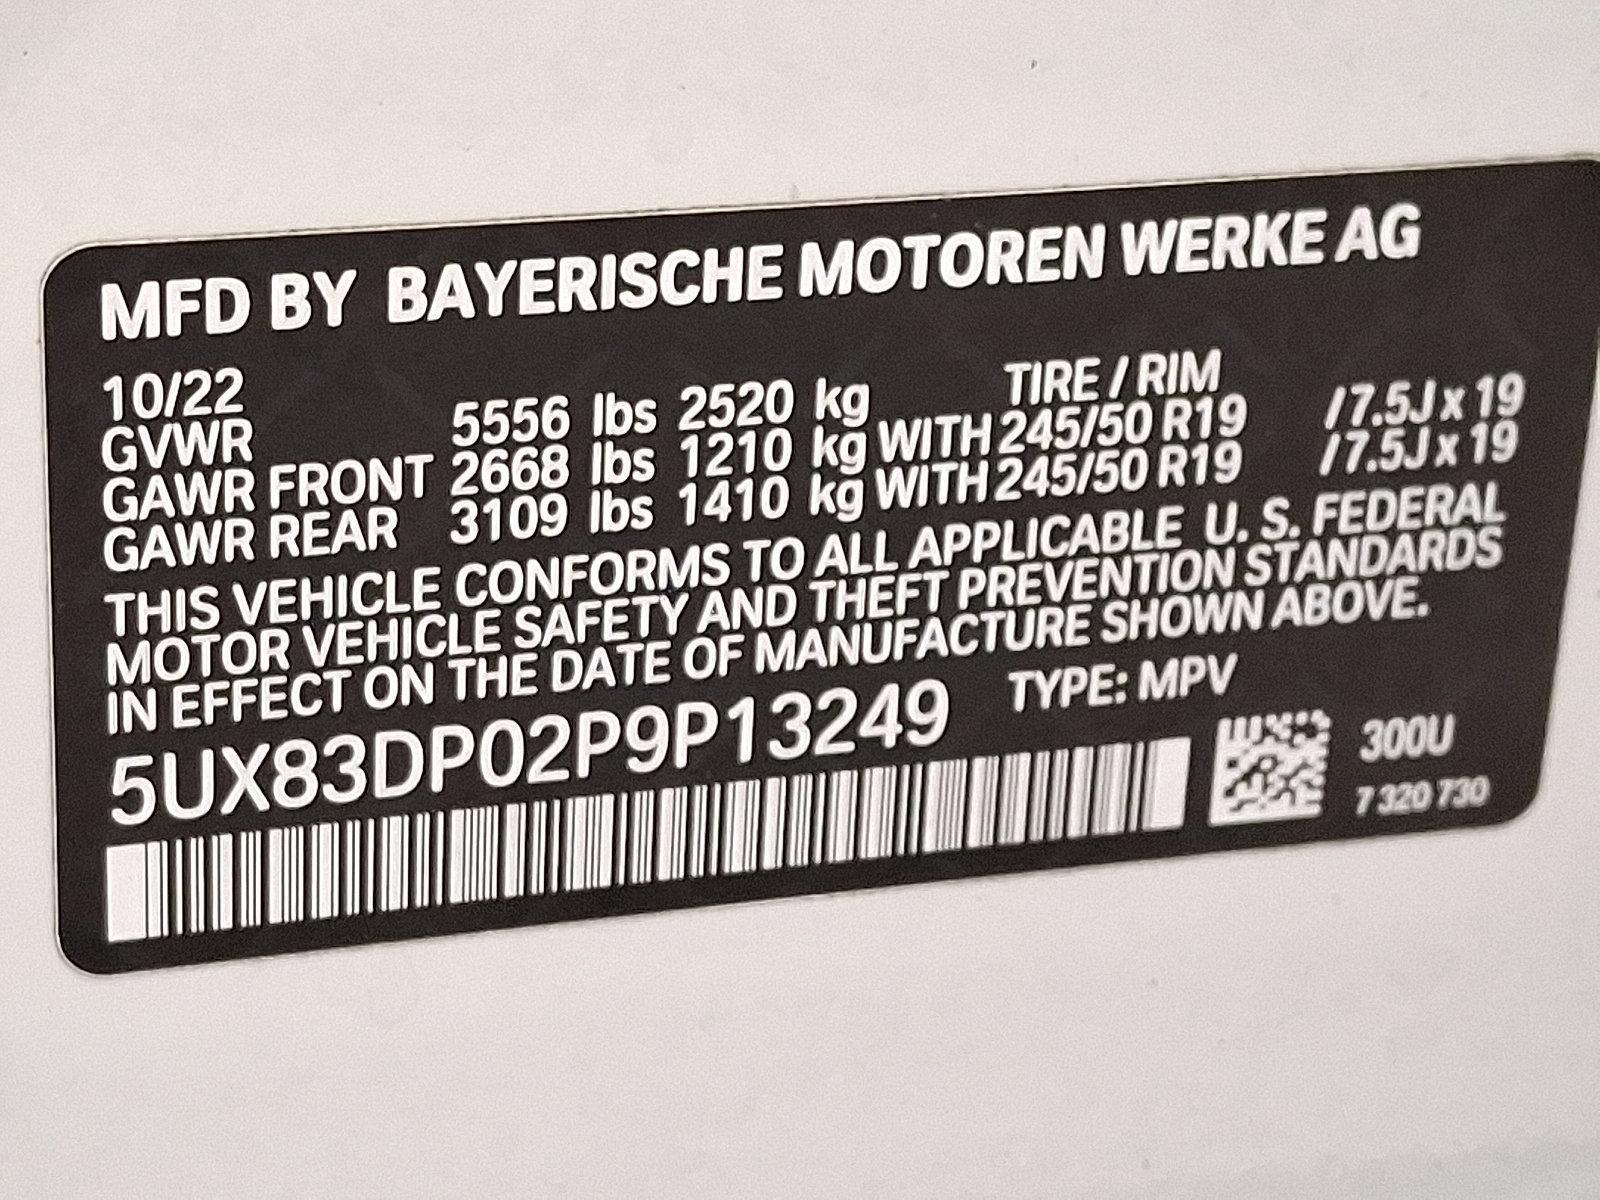 MFD BY BAYERISCHE MOTOREN WERKE AG
10/22 TIRE / RIM
GVWR 5556 lbs 2520 kg
GAWR FRONT 2668 lbs 1210 kg WITH 245/50 R19 /7.5J x 19
GAWR REAR 3109 lbs 1410 kg WITH 245/50 R19 /7.5J x 19
THIS VEHICLE CONFORMS TO ALL APPLICABLE U. S. FEDERAL
MOTOR VEHICLE SAFETY AND THEFT PREVENTION STANDARDS
IN EFFECT ON THE DATE OF MANUFACTURE SHOWN ABOVE.
5UX83DP02P9P13249 TYPE: MPV
300U
7 320 730